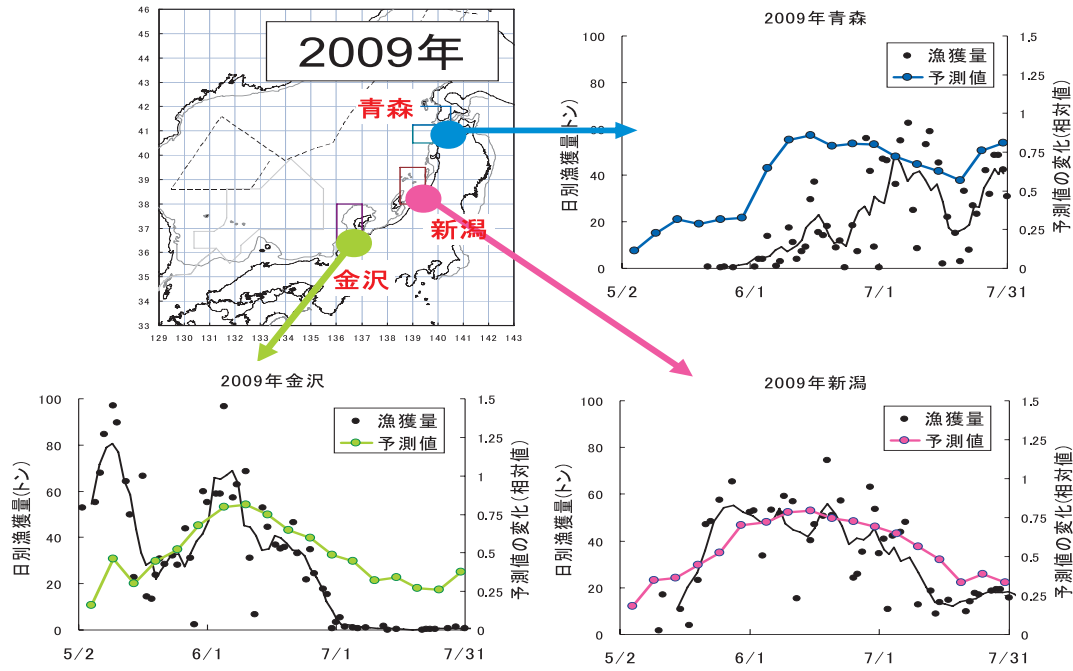 46
45
44
43
42
41
40
39
38
37
36
35
34
33
129 130 131 132 133 134 135 136 137 138 139 140 141 142 143
2009年
青森
新潟
金沢
2009年青森
日別漁獲量(トン)
100
80
60
40
20
0
漁獲量
予測値
1.5
1.25
1
0.75
0.5
0.25
0
予測値の変化(相対値)
5/2 6/1 7/1 7/31
2009年金沢
日別漁獲量(トン)
100
80
60
40
20
0
漁獲量
予測値
1.5
1.25
1
0.75
0.5
0.25
0
予測値の変化(相対値)
5/2 6/1 7/1 7/31
2009年新潟
日別漁獲量(トン)
100
80
60
40
20
0
漁獲量
予測値
1.5
1.25
1
0.75
0.5
0.25
0
予測値の変化(相対値)
5/2 6/1 7/1 7/31